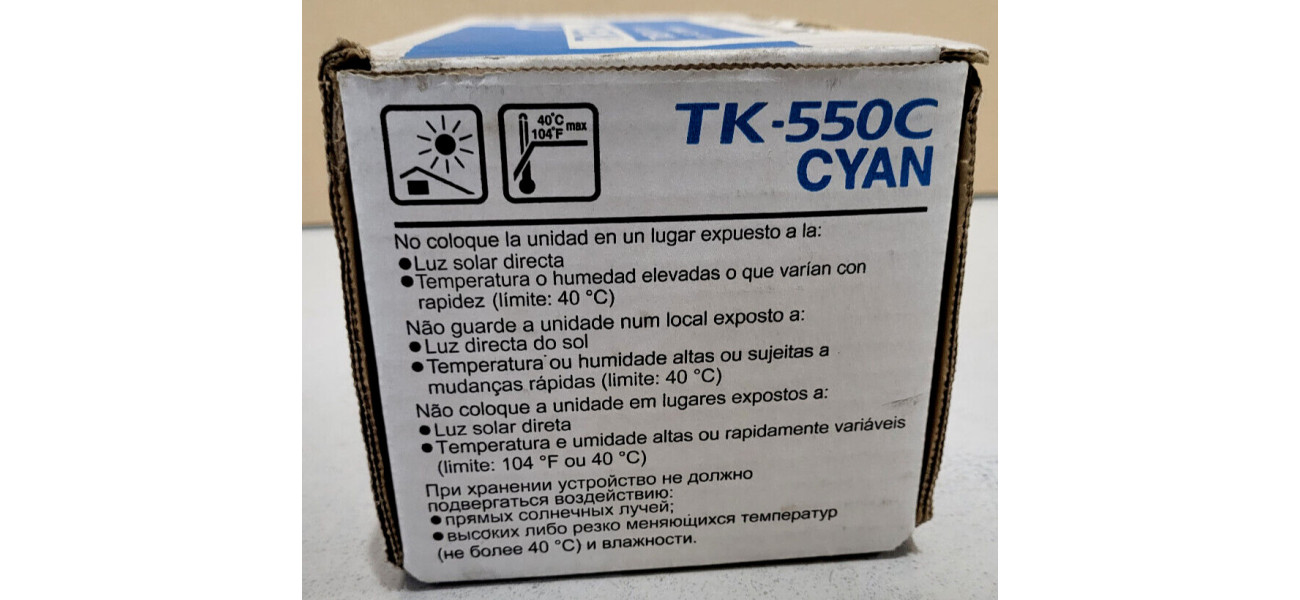 40°C
104°F max
TK-550C
CYAN
No coloque la unidad en un lugar expuesto a la:
●Luz solar directa
●Temperatura o humedad elevadas o que varían con
rapidez (límite: 40 °C)
Não guarde a unidade num local exposto a:
●Luz directa do sol
●Temperatura ou humidade altas ou sujeitas a
mudanças rápidas (limite: 40 °C)
Não coloque a unidade em lugares expostos a:
●Luz solar direta
●Temperatura e umidade altas ou rapidamente variáveis
(limite: 104 °F ou 40 °C)
При хранении устройство не должно
подвергаться воздействию:
●прямых солнечных лучей;
●высоких либо резко меняющихся температур
(не более 40 °C) и влажности.